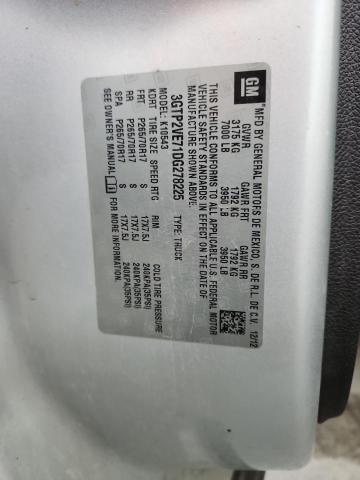 GM
MFD BY GENERAL MOTORS DE MEXICO, S. DE R.L. DE C.V. 12/12
GVWR GAWR FRT GAWR RR
3175 KG 1792 KG 1792 KG
7000 LB 3950 LB 3950 LB
THIS VEHICLE CONFORMS TO ALL APPLICABLE U.S. FEDERAL MOTOR
VEHICLE SAFETY STANDARDS IN EFFECT ON THE DATE OF
MANUFACTURE SHOWN ABOVE.
3GTP2VE71DG278225 TYPE: TRUCK
MODEL: K10543
KDRT TIRE SIZE SPEED RTG RIM COLD TIRE PRESSURE
FRT P265/70R17 S 17X7.5J 240KPA(35PSI)
RR P265/70R17 S 17X7.5J 240KPA(35PSI)
SPA P265/70R17 S 17X7.5J 240KPA(35PSI)
SEE OWNER'S MANUAL FOR MORE INFORMATION.